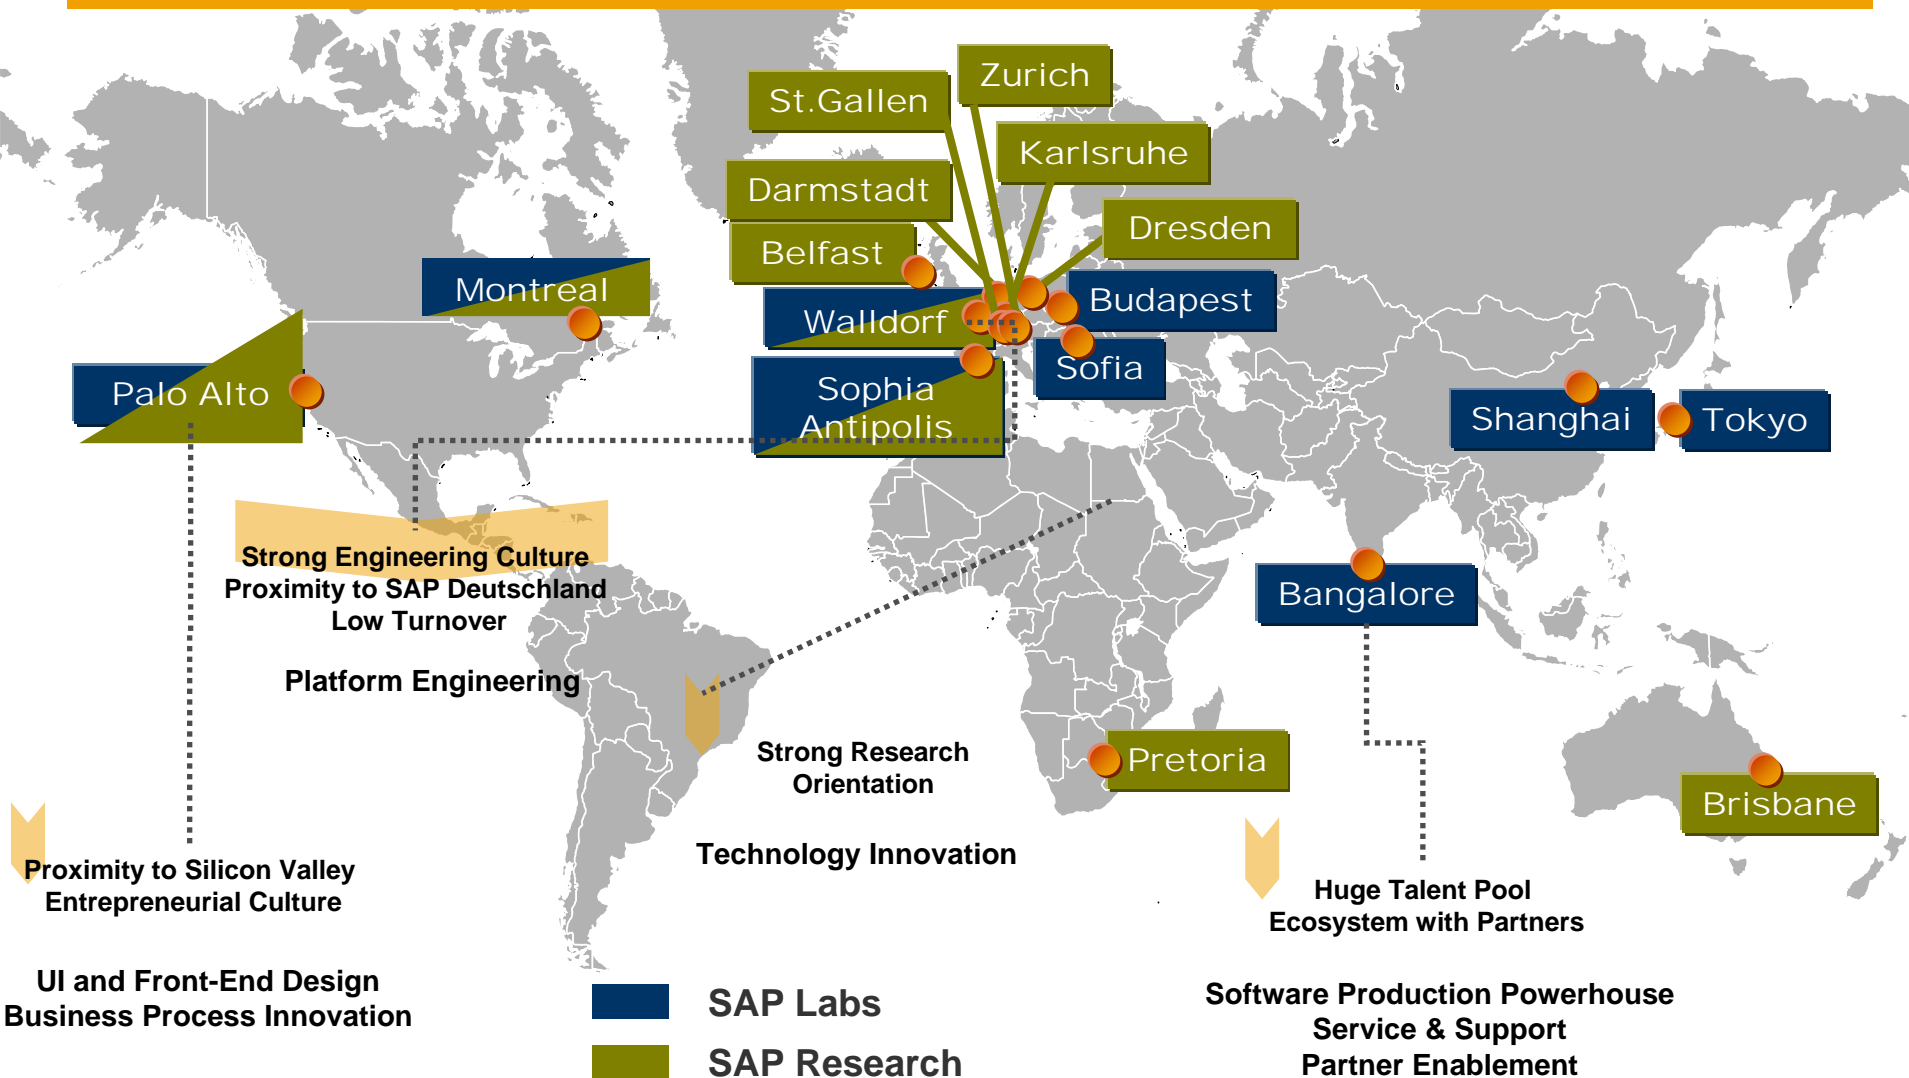 Zurich
St.Gallen
Karlsruhe
Darmstadt
Dresden
Belfast
Montreal
Budapest
Walldorf
Sofia
Palo Alto
Sophia
Antipolis
Shanghai
Tokyo
Strong Engineering Culture
Proximity to SAP Deutschland
Low Turnover
Platform Engineering
Bangalore
Strong Research
Orientation
Technology Innovation
Pretoria
Brisbane
Proximity to Silicon Valley
Entrepreneurial Culture
UI and Front-End Design
Business Process Innovation
Huge Talent Pool
Ecosystem with Partners
Software Production Powerhouse
Service & Support
Partner Enablement
SAP Labs
SAP Research